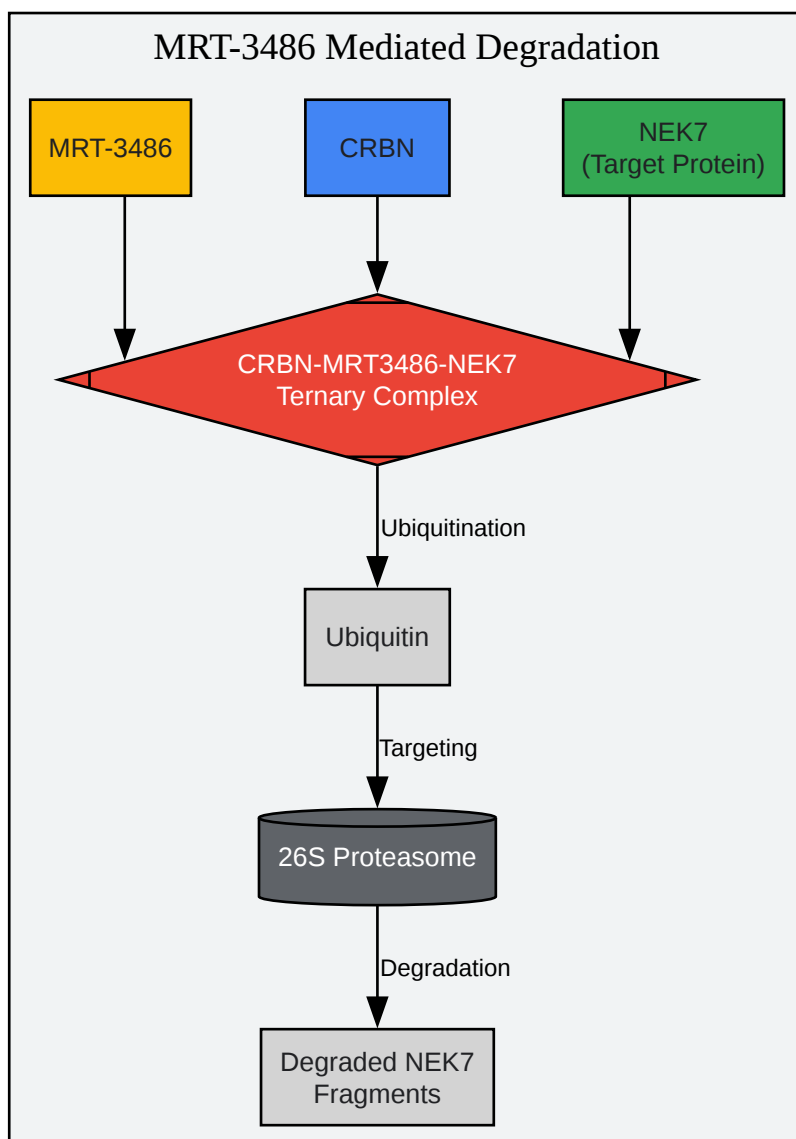 MRT-3486 Mediated Degradation
MRT-3486
CRBN
NEK7
(Target Protein)
CRBN-MRT3486-NEK7
Ternary Complex
Ubiquitination
Ubiquitin
Targeting
26S Proteasome
Degradation
Degraded NEK7
Fragments